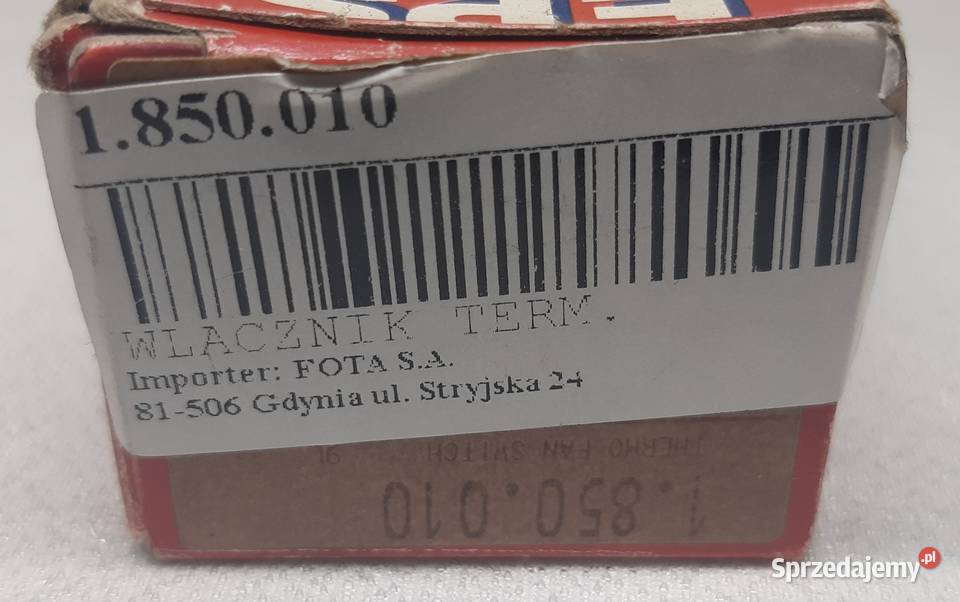 EPS
1.850.010
WLACZNIK TERM.
Importer: FOTA S.A.
81-506 Gdynia ul. Stryjska 24
THERMO FAN SWITCH
1.850.010
Sprzedajemy.pl